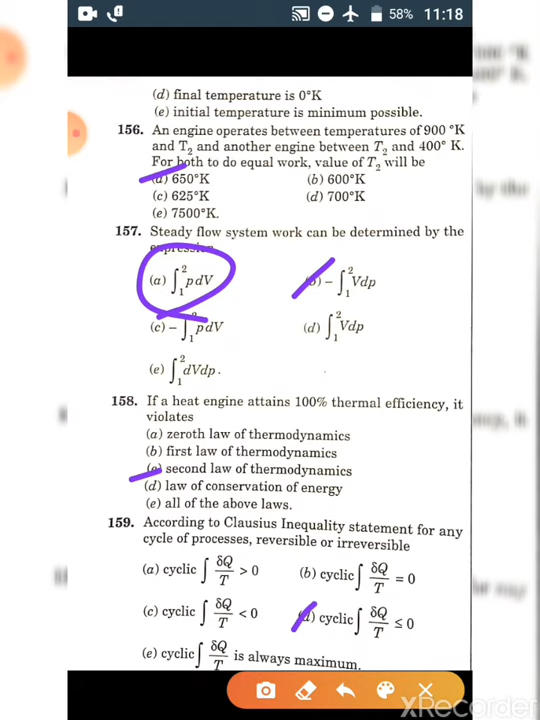 58% 11:18
(d) final temperature is 0°K
(e) initial temperature is minimum possible.
156. An engine operates between temperatures of 900 °K
and T₂ and another engine between T₂ and 400° K.
For both to do equal work, value of T₂ will be
(a) 650°K (b) 600°K
(c) 625°K (d) 700°K
(e) 7500°K.
157. Steady flow system work can be determined by the
expression
(a) ∫₁² pdV (b) – ∫₁² Vdp
(c) – ∫₁² pdV (d) ∫₁² Vdp
(e) ∫₁² dVdp.
158. If a heat engine attains 100% thermal efficiency, it
violates
(a) zeroth law of thermodynamics
(b) first law of thermodynamics
(c) second law of thermodynamics
(d) law of conservation of energy
(e) all of the above laws.
159. According to Clausius Inequality statement for any
cycle of processes, reversible or irreversible
(a) cyclic ∫ δQ/T > 0 (b) cyclic ∫ δQ/T = 0
(c) cyclic ∫ δQ/T < 0 (d) cyclic ∫ δQ/T ≤ 0
(e) cyclic ∫ δQ/T is always maximum.
XRecorder